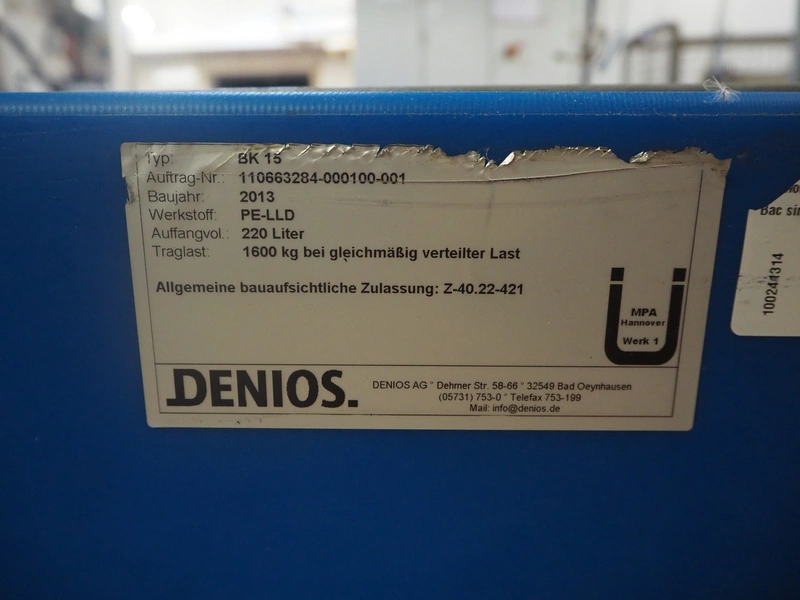 Typ: BK 15
Auftrag-Nr.: 110663284-000100-001
Baujahr: 2013
Werkstoff: PE-LLD
Auffangvol.: 220 Liter
Traglast: 1600 kg bei gleichmäßig verteilter Last
Allgemeine bauaufsichtliche Zulassung: Z-40.22-421
MPA
Hannover
Werk 1
DENIOS.
DENIOS AG ° Dehmer Str. 58-66 ° 32549 Bad Oeynhausen
(05731) 753-0 ° Telefax 753-199
Mail: info@denios.de
Bac